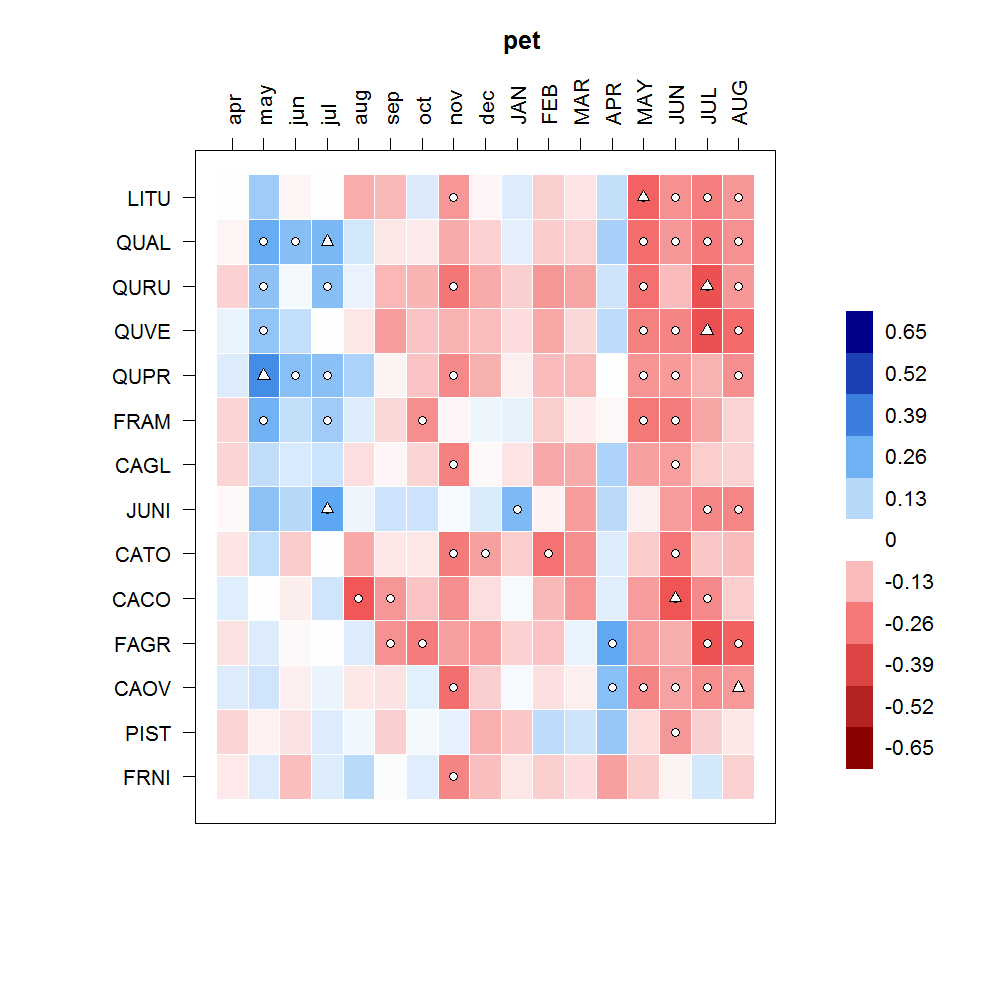 pet
apr may jun jul aug sep oct nov dec JAN FEB MAR APR MAY JUN JUL AUG
LITU
QUAL
QURU
QUVE
QUPR
FRAM
CAGL
JUNI
CATO
CACO
FAGR
CAOV
PIST
FRNI
0.65
0.52
0.39
0.26
0.13
0
-0.13
-0.26
-0.39
-0.52
-0.65